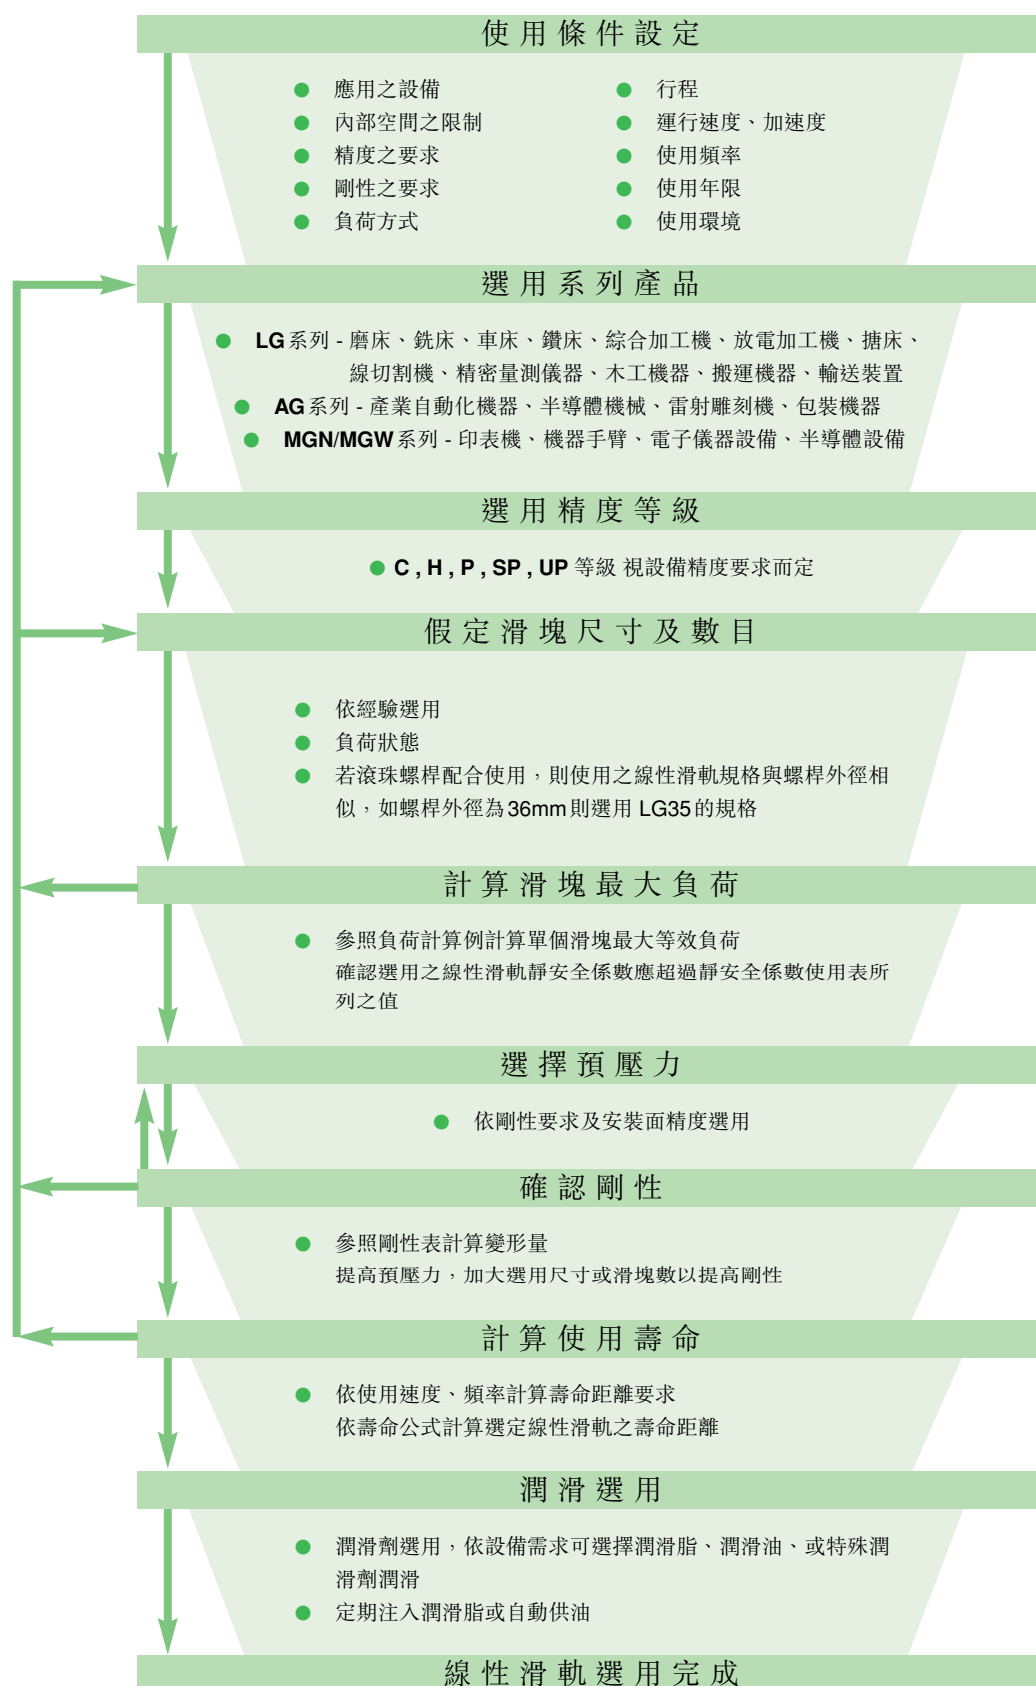 使用條件設定
應用之設備
內部空間之限制
精度之要求
剛性之要求
負荷方式
行程
運行速度、加速度
使用頻率
使用年限
使用環境
選用系列產品
LG系列 - 磨床、銑床、車床、鑽床、綜合加工機、放電加工機、搪床、
線切割機、精密量測儀器、木工機器、搬運機器、輸送裝置
AG系列 - 產業自動化機器、半導體機械、雷射雕刻機、包裝機器
MGN/MGW系列 - 印表機、機器手臂、電子儀器設備、半導體設備
選用精度等級
C , H , P , SP , UP 等級 視設備精度要求而定
假定滑塊尺寸及數目
依經驗選用
負荷狀態
若滾珠螺桿配合使用，則使用之線性滑軌規格與螺桿外徑相
似，如螺桿外徑為36mm則選用 LG35的規格
計算滑塊最大負荷
參照負荷計算例計算單個滑塊最大等效負荷
確認選用之線性滑軌靜安全係數應超過靜安全係數使用表所
列之值
選擇預壓力
依剛性要求及安裝面精度選用
確認剛性
參照剛性表計算變形量
提高預壓力，加大選用尺寸或滑塊數以提高剛性
計算使用壽命
依使用速度、頻率計算壽命距離要求
依壽命公式計算選定線性滑軌之壽命距離
潤滑選用
潤滑劑選用，依設備需求可選擇潤滑脂、潤滑油、或特殊潤
滑劑潤滑
定期注入潤滑脂或自動供油
線性滑軌選用完成